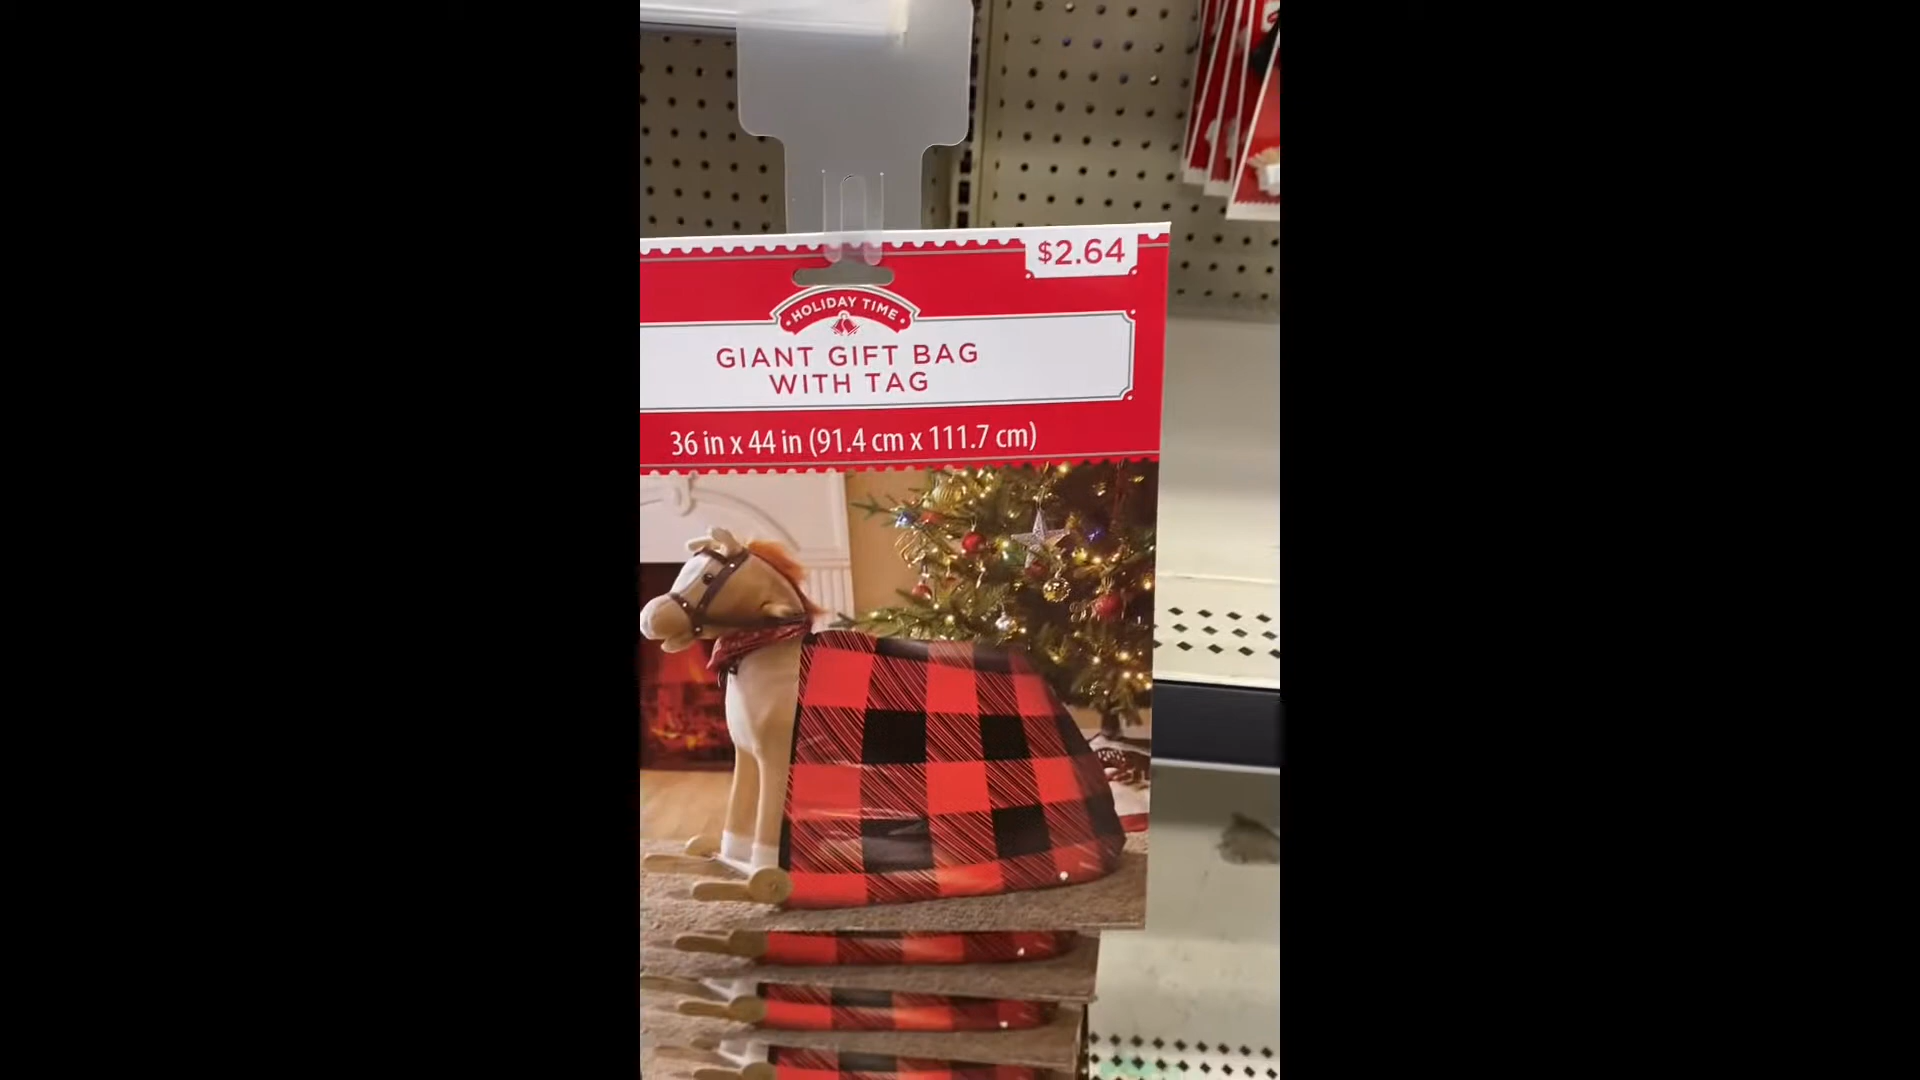 $2.64
HOLIDAY TIME
GIANT GIFT BAG
WITH TAG
36 in x 44 in (91.4 cm x 111.7 cm)